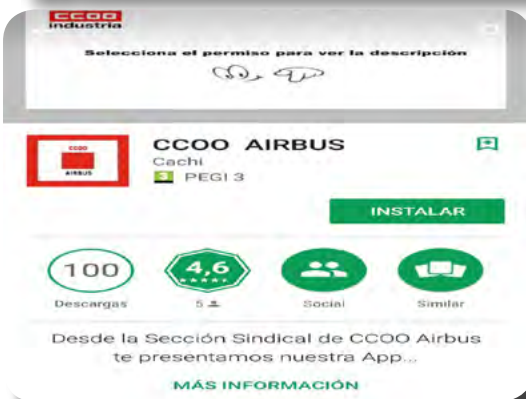 CCOO
industria
Selecciona el permiso para ver la descripción
CCOO
AIRBUS
CCOO AIRBUS
Cachi
3 PEGI 3
INSTALAR
100
4,6
Descargas
5
Social
Similar
Desde la Sección Sindical de CCOO Airbus
te presentamos nuestra App...
MÁS INFORMACIÓN